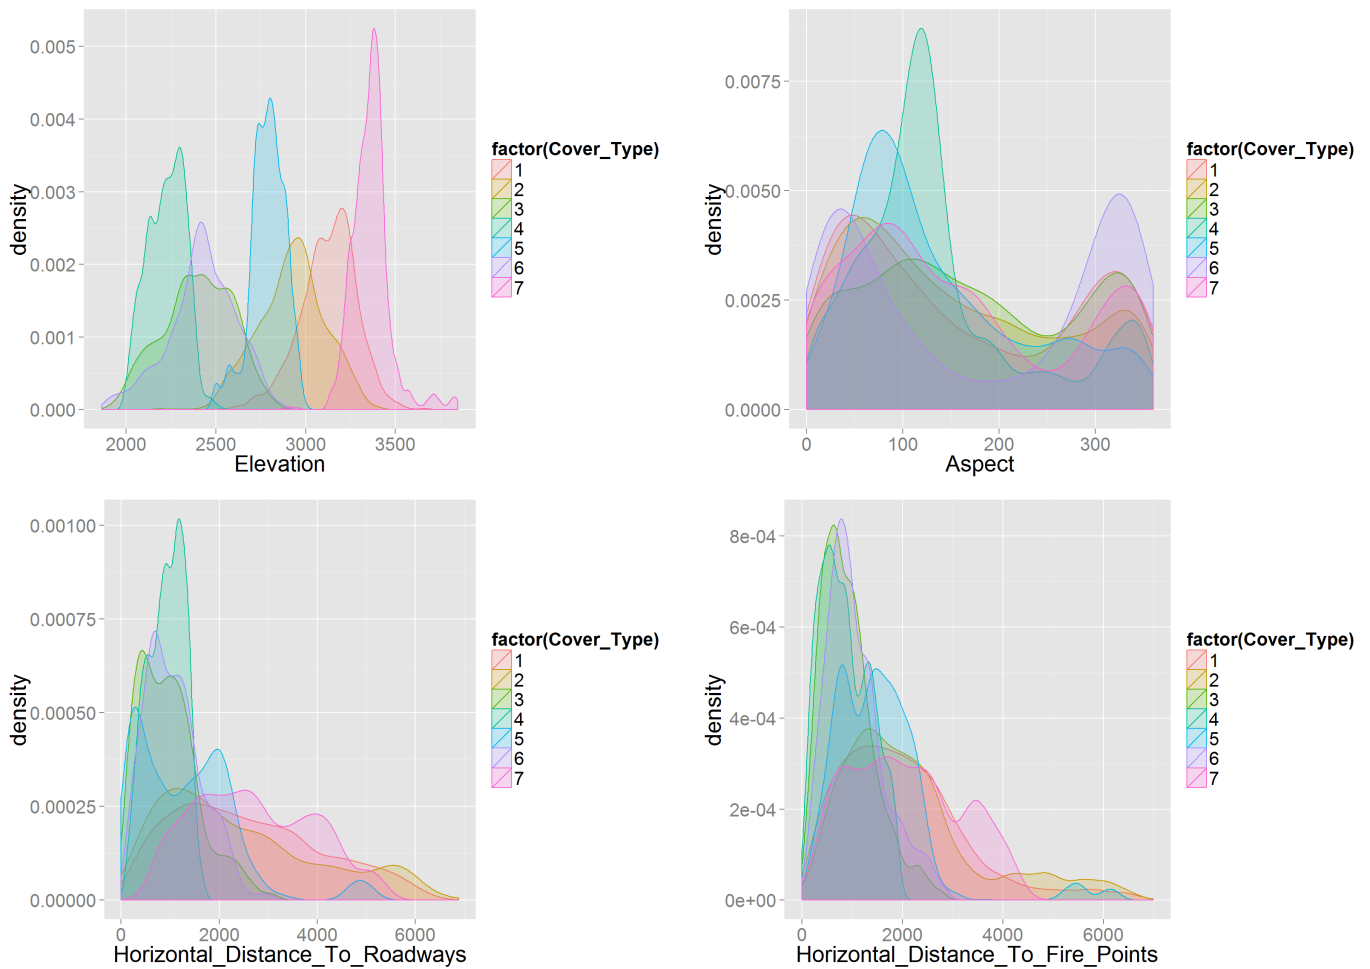 0.005
0.004
0.003
0.002
0.001
0.000
density
2000 2500 3000 3500
Elevation
factor(Cover_Type)
1
2
3
4
5
6
7
0.0075
0.0050
0.0025
0.0000
density
0 100 200 300
Aspect
factor(Cover_Type)
1
2
3
4
5
6
7
0.00100
0.00075
0.00050
0.00025
0.00000
density
0 2000 4000 6000
Horizontal_Distance_To_Roadways
factor(Cover_Type)
1
2
3
4
5
6
7
8e-04
6e-04
4e-04
2e-04
0e+00
density
0 2000 4000 6000
Horizontal_Distance_To_Fire_Points
factor(Cover_Type)
1
2
3
4
5
6
7